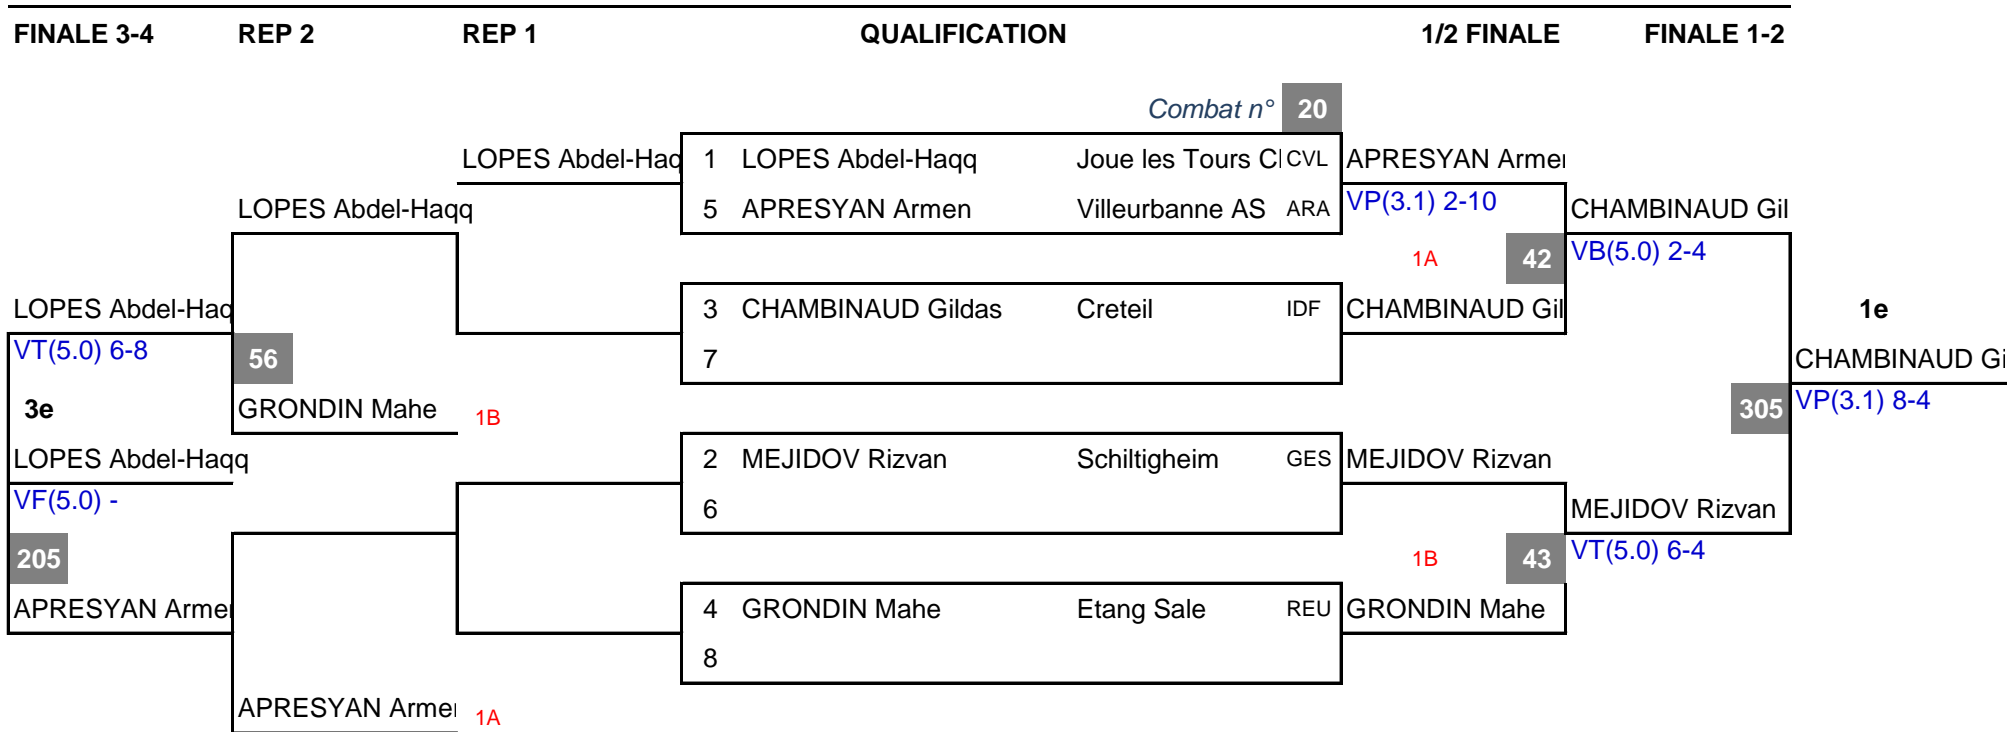 FINALE 3-4 REP 2 REP 1 QUALIFICATION 1/2 FINALE FINALE 1-2
Combat n° 20
LOPES Abdel-Haq 1 LOPES Abdel-Haqq Joue les Tours Cl CVL APRESYAN Armen
LOPES Abdel-Haqq 5 APRESYAN Armen Villeurbanne AS ARA VP(3.1) 2-10 CHAMBINAUD Gil
1A 42 VB(5.0) 2-4
LOPES Abdel-Haq 3 CHAMBINAUD Gildas Creteil IDF CHAMBINAUD Gil 1e
VT(5.0) 6-8 56 7 CHAMBINAUD Gi
3e GRONDIN Mahe 1B 305 VP(3.1) 8-4
LOPES Abdel-Haqq 2 MEJIDOV Rizvan Schiltigheim GES MEJIDOV Rizvan
VF(5.0) - 6 MEJIDOV Rizvan
205 1B 43 VT(5.0) 6-4
APRESYAN Armen 4 GRONDIN Mahe Etang Sale REU GRONDIN Mahe
8
APRESYAN Armen 1A